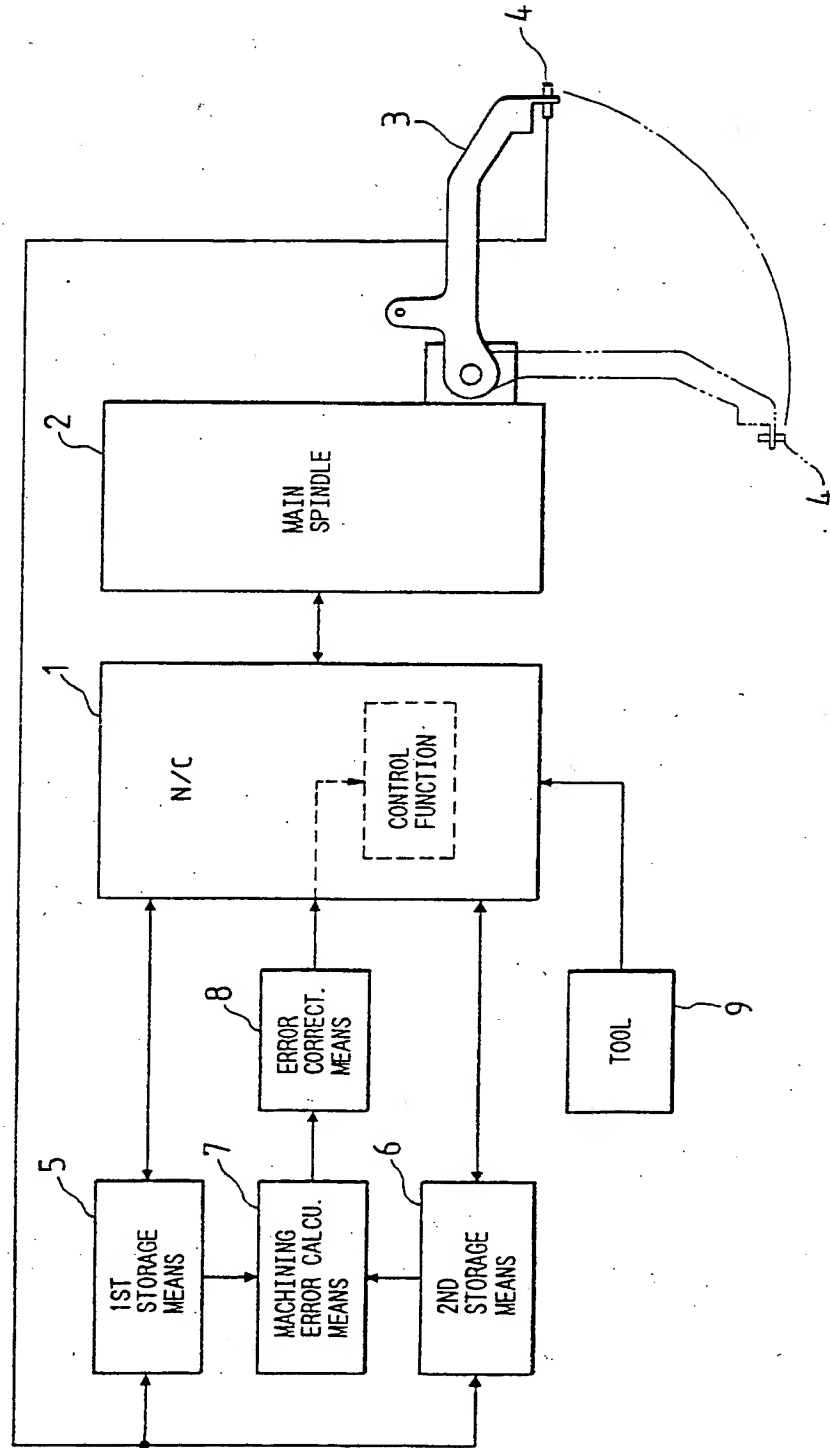 5
1ST
STORAGE
MEANS
7
MACHINING
ERROR CALCU.
MEANS
6
2ND
STORAGE
MEANS
8
ERROR
CORRECT.
MEANS
TOOL
9
1
N/C
CONTROL
FUNCTION
2
MAIN
SPINDLE
3
4
4